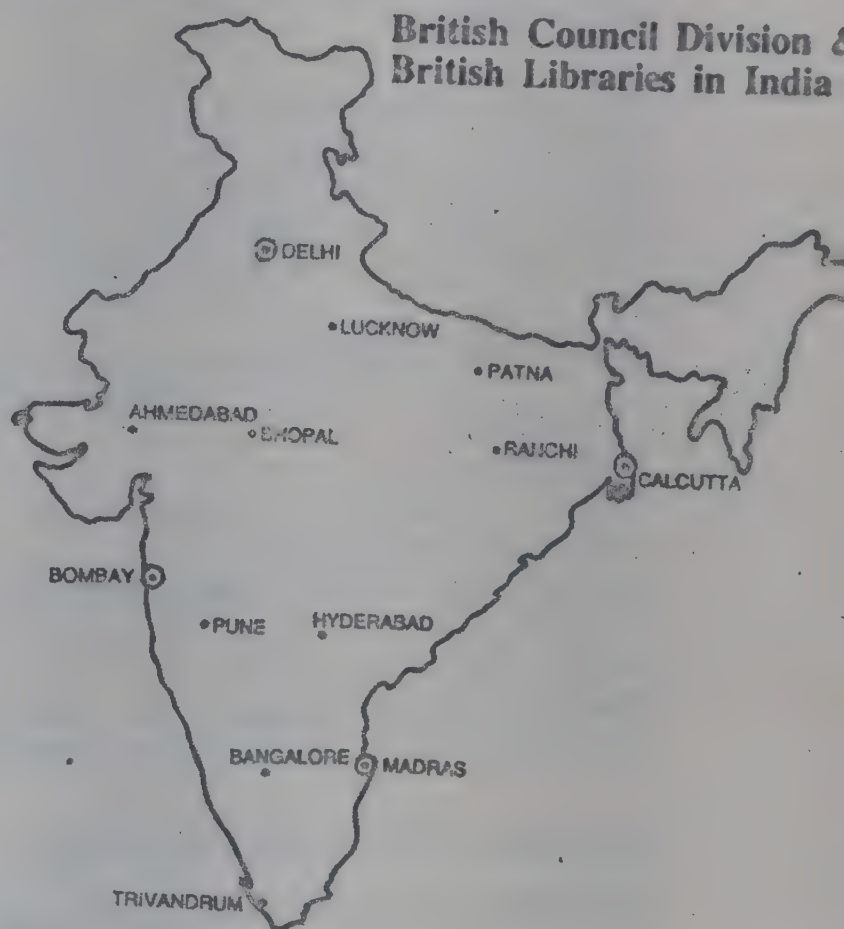 British Council Division &
British Libraries in India
DELHI
LUCKNOW
PATNA
AHMEDABAD
BHOPAL
RANCHI
CALCUTTA
BOMBAY
PUNE
HYDERABAD
BANGALORE
MADRAS
TRIVANDRUM